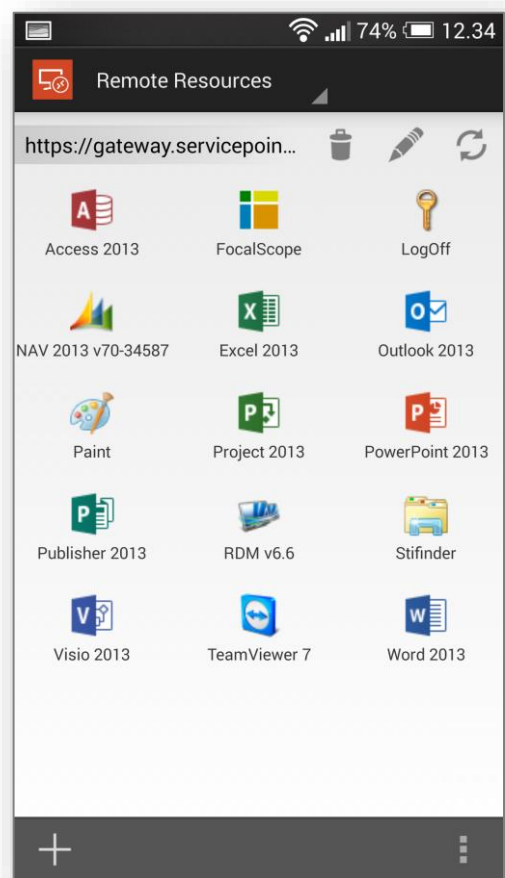 74% 12.34
Remote Resources
https://gateway.servicepoin...
Access 2013 FocalScope LogOff
NAV 2013 v70-34587 Excel 2013 Outlook 2013
Paint Project 2013 PowerPoint 2013
Publisher 2013 RDM v6.6 Stifinder
Visio 2013 TeamViewer 7 Word 2013